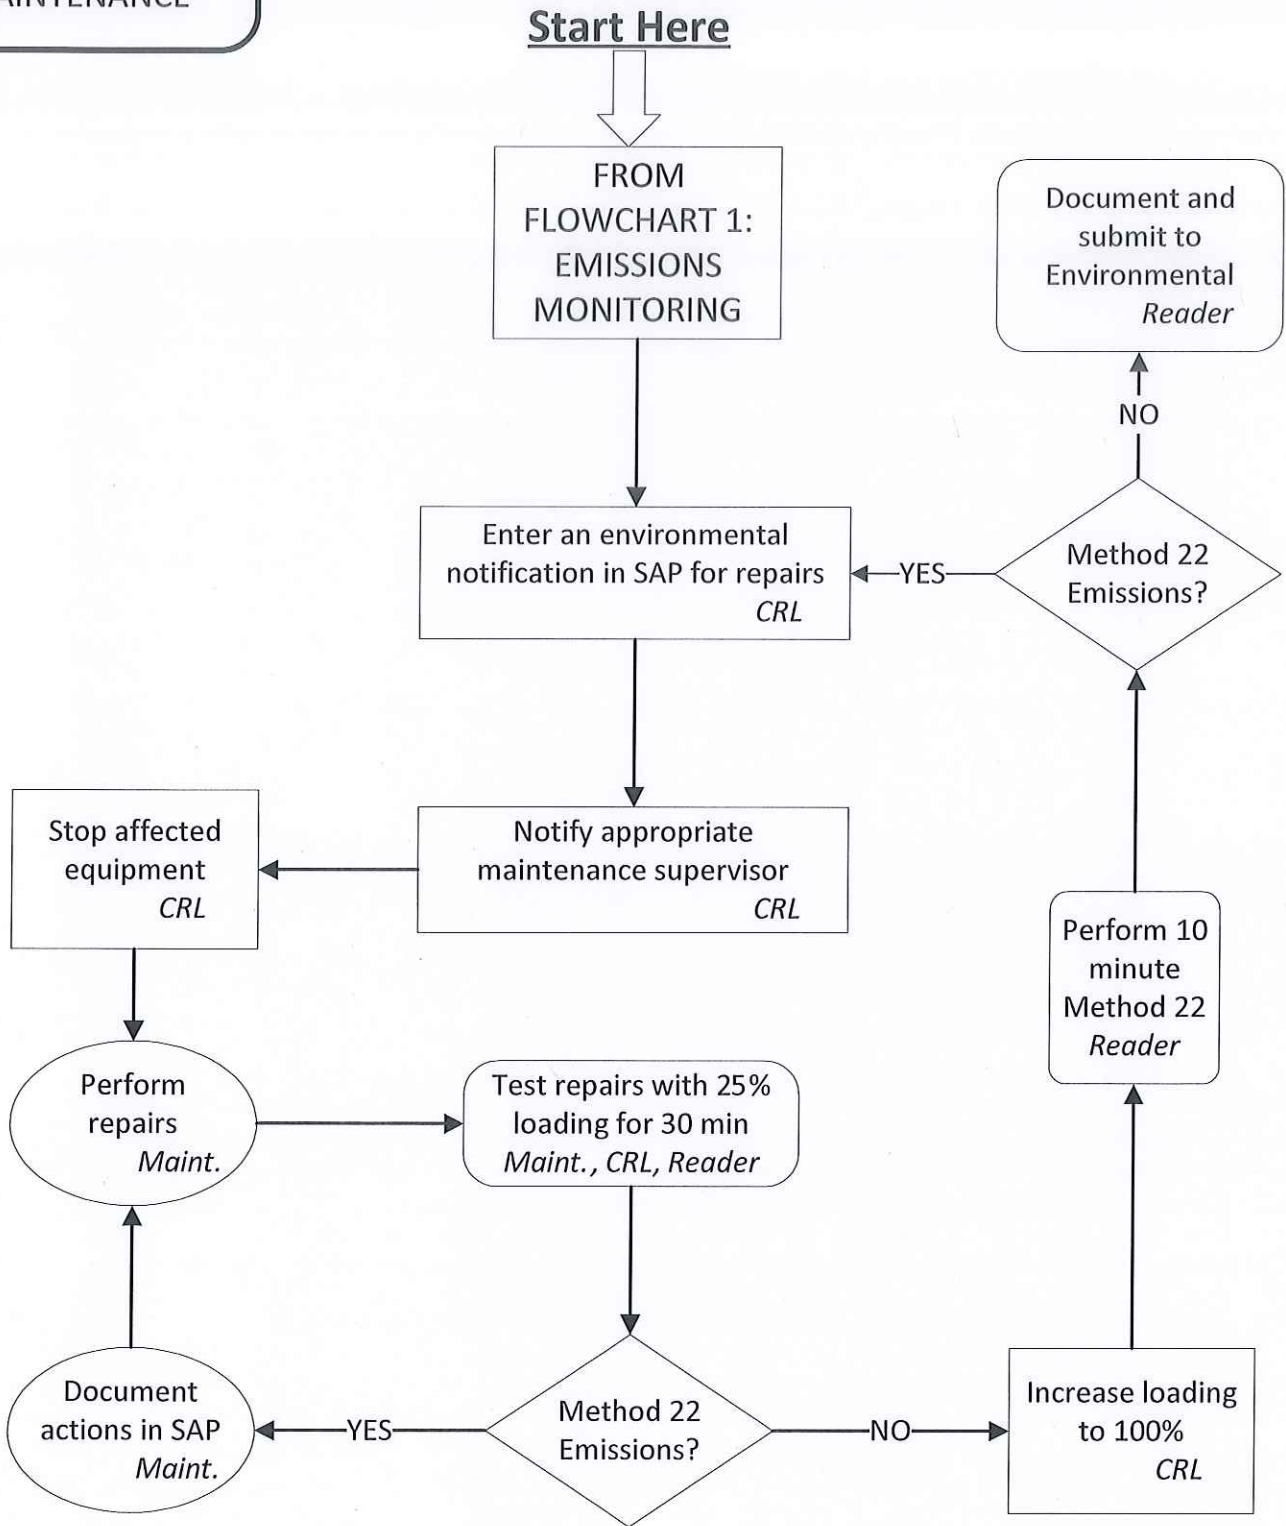 Start Here
FROM
FLOWCHART 1:
EMISSIONS
MONITORING
Document and
submit to
Environmental
Reader
NO
Enter an environmental
notification in SAP for repairs
CRL
YES
Method 22
Emissions?
Stop affected
equipment
CRL
Notify appropriate
maintenance supervisor
CRL
Perform 10
minute
Method 22
Reader
Perform
repairs
Maint.
Test repairs with 25%
loading for 30 min
Maint., CRL, Reader
Document
actions in SAP
Maint.
YES
Method 22
Emissions?
NO
Increase loading
to 100%
CRL